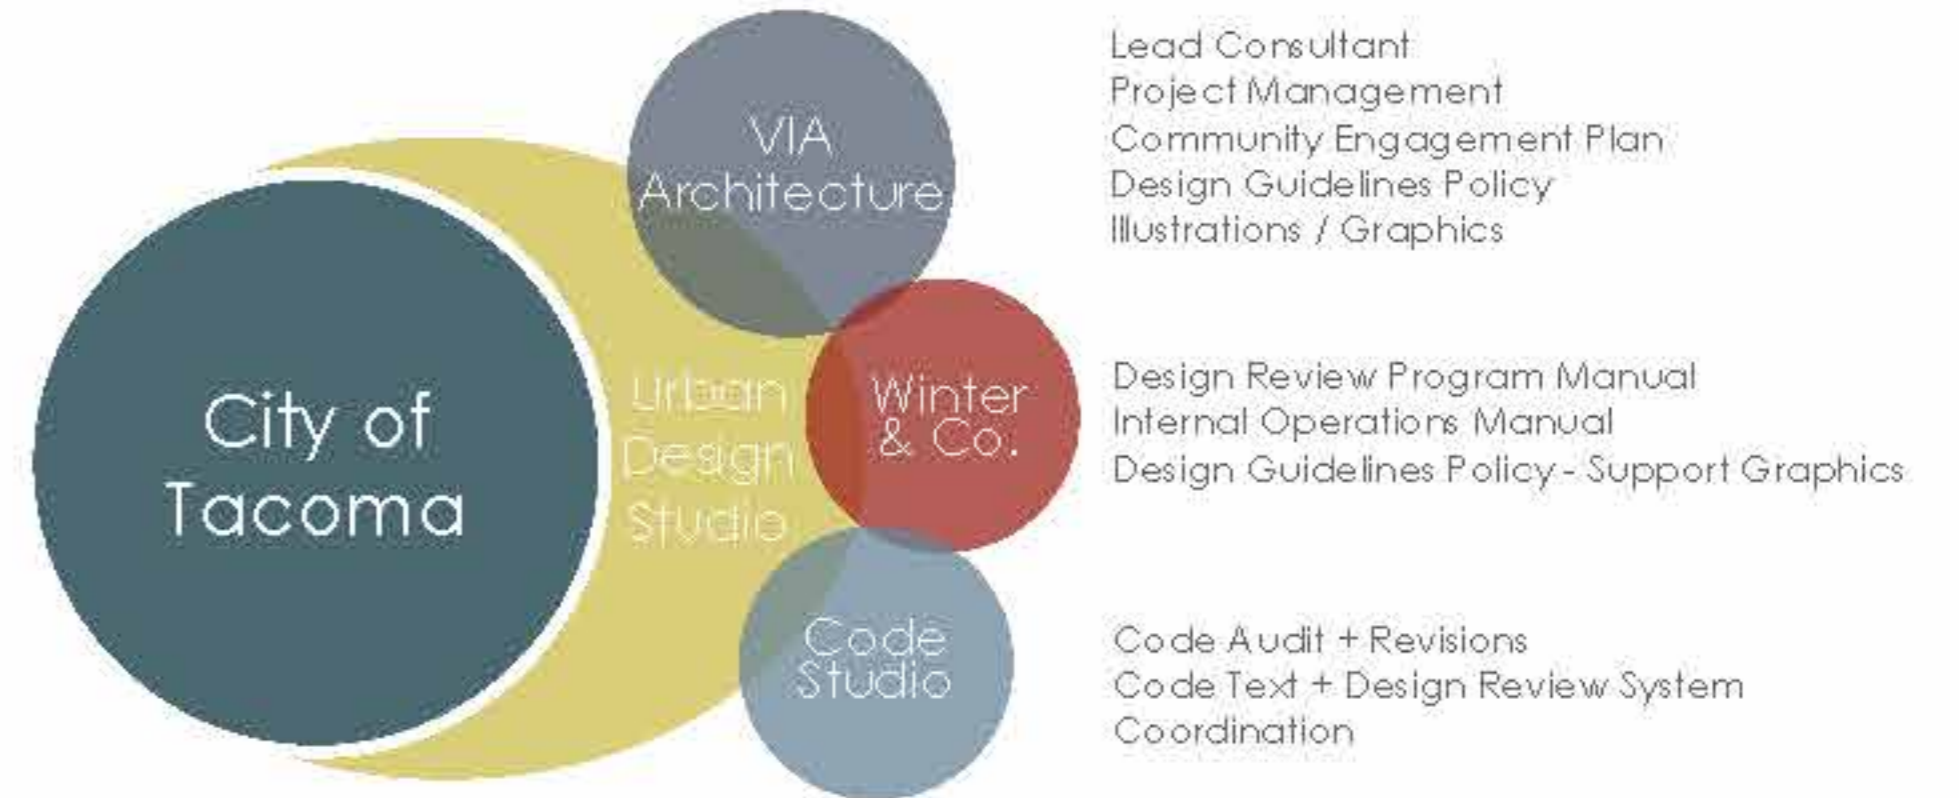 City of
Tacoma
Urban
Design
Studio
VIA
Architecture
Lead Consultant
Project Management
Community Engagement Plan
Design Guidelines Policy
Illustrations / Graphics
Winter
& Co.
Design Review Program Manual
Internal Operations Manual
Design Guidelines Policy - Support Graphics
Code
Studio
Code Audit + Revisions
Code Text + Design Review System
Coordination